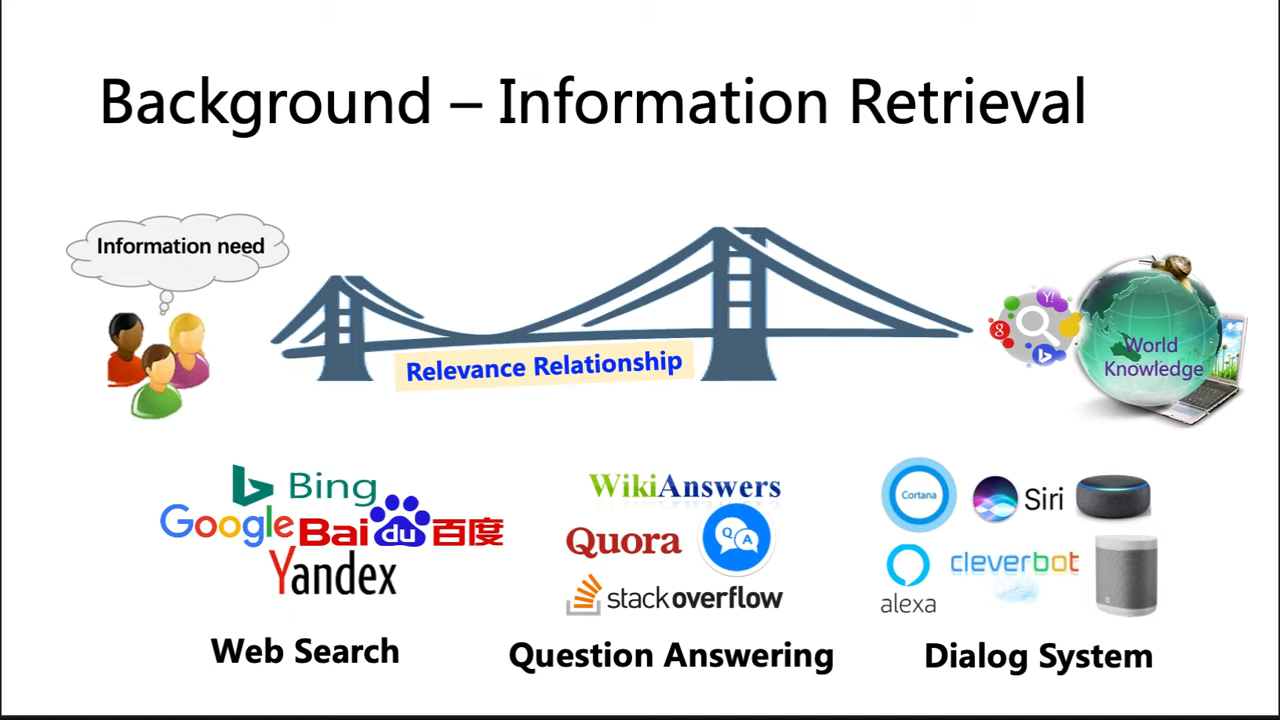 Background – Information Retrieval
Information need
Relevance Relationship
Y!
g
World
Knowledge
Bing
Google
Bai du 百度
Yandex
WikiAnswers
Quora
Q A
stackoverflow
Cortana
Siri
alexa
cleverbot
Web Search
Question Answering
Dialog System